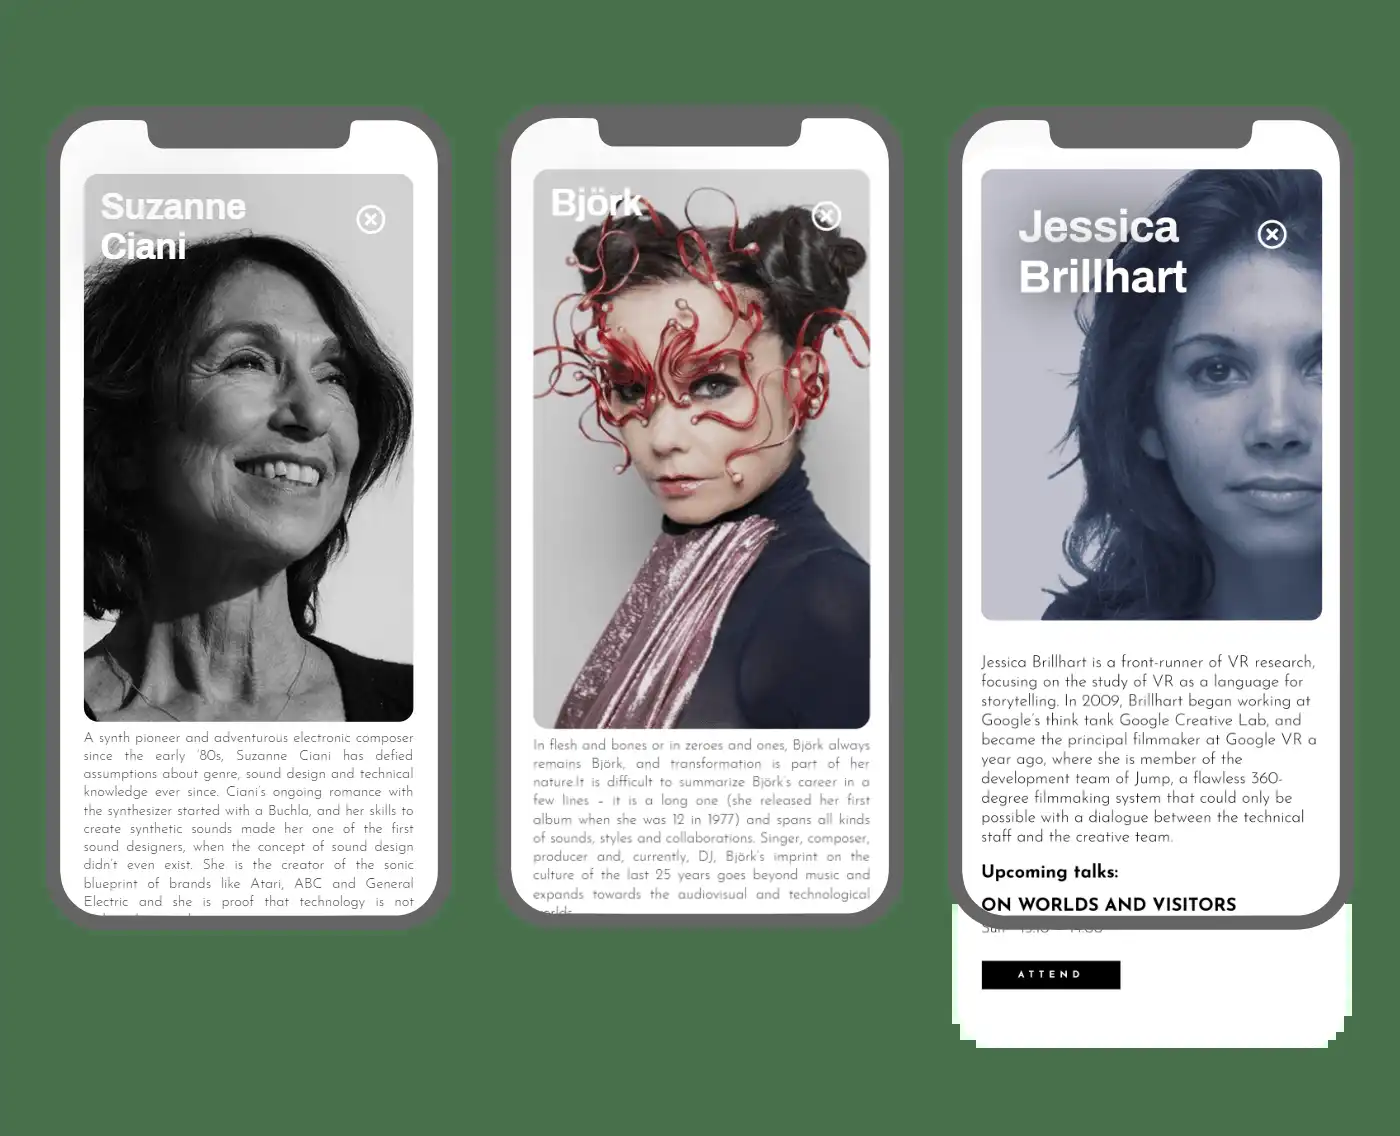 Suzanne
Ciani
A synth pioneer and adventurous electronic composer
since the early '80s, Suzanne Ciani has defied
assumptions about genre, sound design and technical
knowledge ever since. Ciani's ongoing romance with
the synthesizer started with a Buchla, and her skills to
create synthetic sounds made her one of the first
sound designers, when the concept of sound design
didn't even exist. She is the creator of the sonic
blueprint of brands like Atari, ABC and General
Electric and she is proof that technology is not
Björk
In flesh and bones or in zeroes and ones, Björk always
remains Björk, and transformation is part of her
nature.It is difficult to summarize Björk's career in a
few lines – it is a long one (she released her first
album when she was 12 in 1977) and spans all kinds
of sounds, styles and collaborations. Singer, composer,
producer and, currently, DJ, Björk's imprint on the
culture of the last 25 years goes beyond music and
expands towards the audiovisual and technological
Jessica
Brillhart
Jessica Brillhart is a front-runner of VR research,
focusing on the study of VR as a language for
storytelling. In 2009, Brillhart began working at
Google's think tank Google Creative Lab, and
became the principal filmmaker at Google VR a
year ago, where she is member of the
development team of Jump, a flawless 360-
degree filmmaking system that could only be
possible with a dialogue between the technical
staff and the creative team.
Upcoming talks:
ON WORLDS AND VISITORS
ATTEND